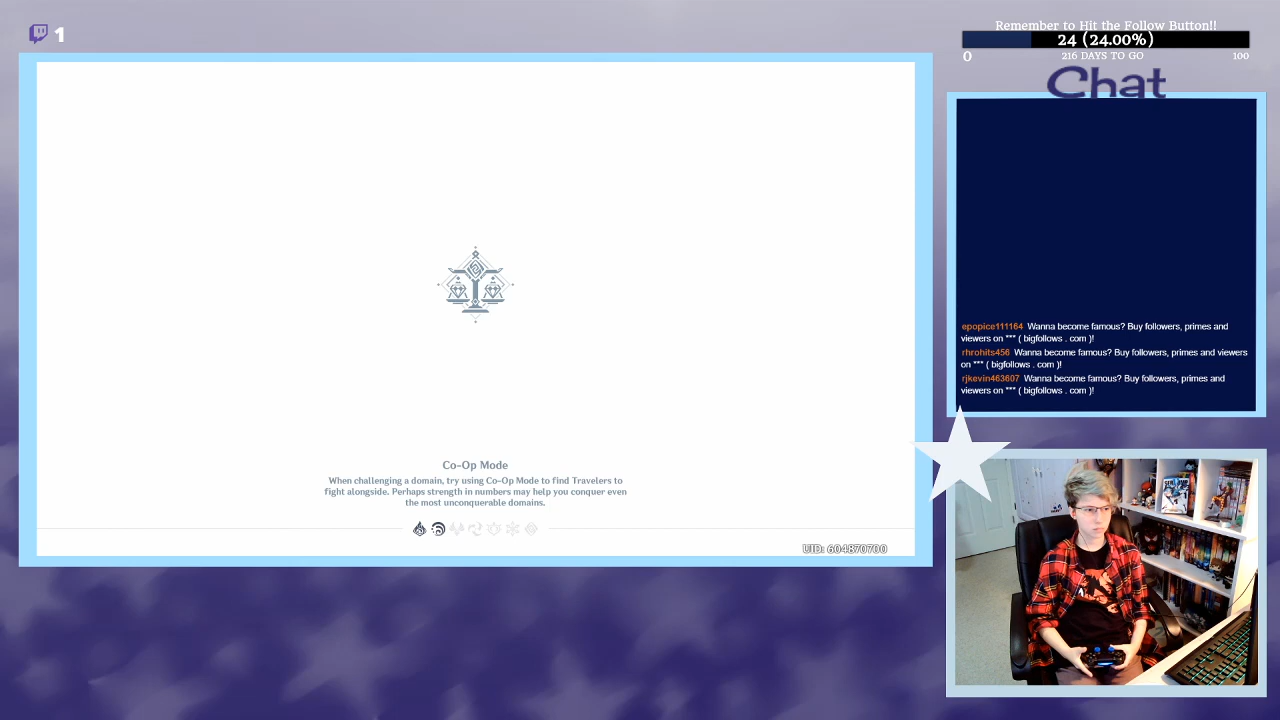 1
Remember to Hit the Follow Button!!
24 (24.00%)
0
216 DAYS TO GO
100
Chat
epopice111164 Wanna become famous? Buy followers, primes and
viewers on *** ( bigfollows . com )!
rhrohits456 Wanna become famous? Buy followers, primes and viewers
on *** ( bigfollows . com )!
rjkevin463607 Wanna become famous? Buy followers, primes and
viewers on *** ( bigfollows . com )!
Co-Op Mode
When challenging a domain, try using Co-Op Mode to find Travelers to
fight alongside. Perhaps strength in numbers may help you conquer even
the most unconquerable domains.
UID: 604870700